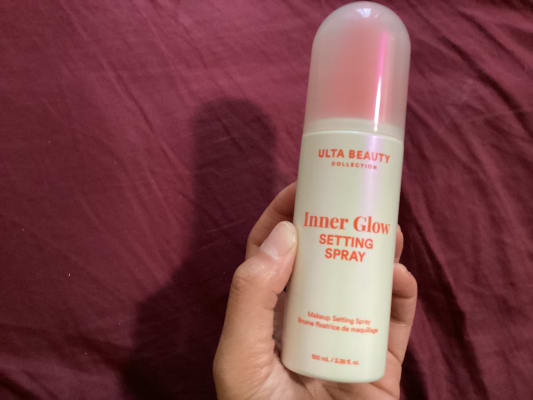 ULTA BEAUTY
COLLECTION
Inner Glow
SETTING
SPRAY
Makeup Setting Spray
Brume fixatrice de maquillage
100 mL / 3.38 fl. oz.